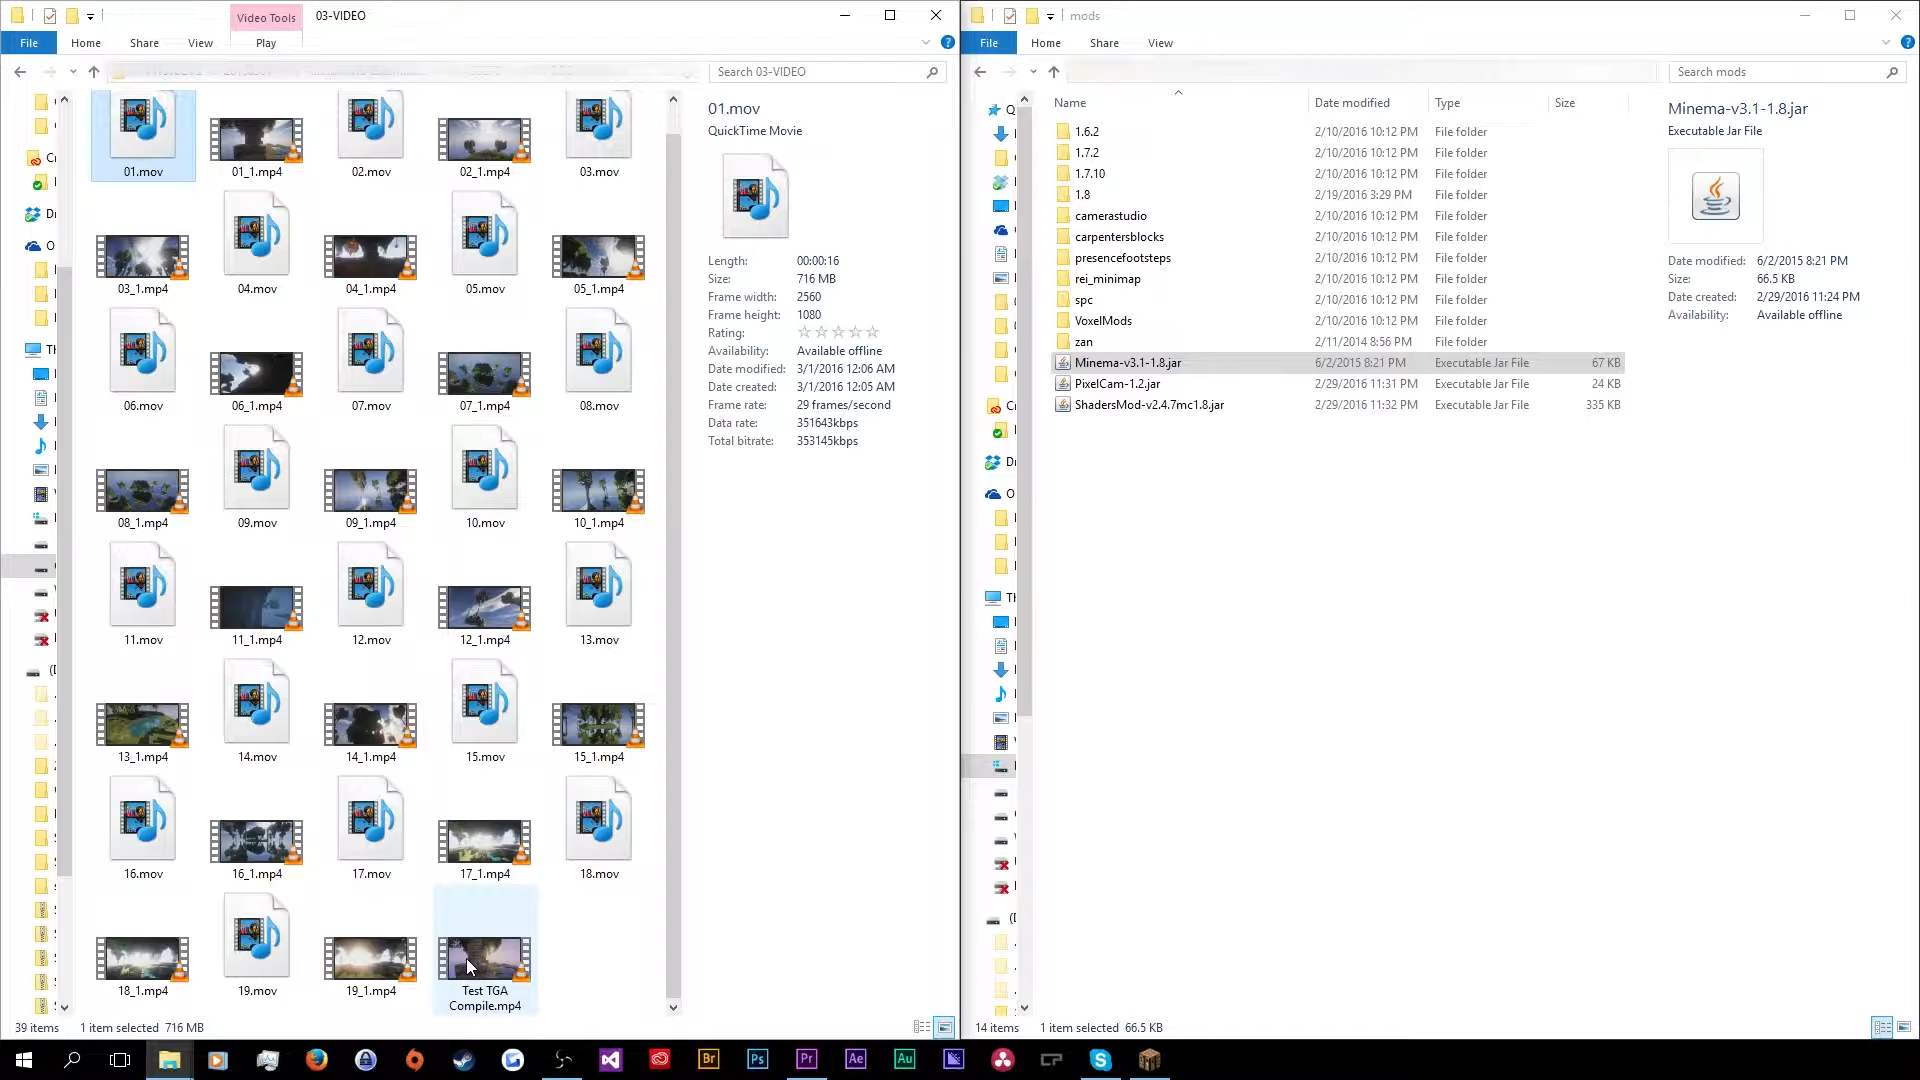 Video Tools
03-VIDEO
File
Home
Share
View
Play
Search 03-VIDEO
01.mov
01_1.mp4
02.mov
02_1.mp4
03.mov
03_1.mp4
04.mov
04_1.mp4
05.mov
05_1.mp4
06.mov
06_1.mp4
07.mov
07_1.mp4
08.mov
08_1.mp4
09.mov
09_1.mp4
10.mov
10_1.mp4
11.mov
11_1.mp4
12.mov
12_1.mp4
13.mov
13_1.mp4
14.mov
14_1.mp4
15.mov
15_1.mp4
16.mov
16_1.mp4
17.mov
17_1.mp4
18.mov
18_1.mp4
19.mov
19_1.mp4
Test TGA
Compile.mp4
01.mov
QuickTime Movie
Length: 00:00:16
Size: 716 MB
Frame width: 2560
Frame height: 1080
Rating:
Availability: Available offline
Date modified: 3/1/2016 12:06 AM
Date created: 3/1/2016 12:05 AM
Frame rate: 29 frames/second
Data rate: 351643kbps
Total bitrate: 353145kbps
39 items 1 item selected 716 MB
mods
File
Home
Share
View
Search mods
Name Date modified Type Size
1.6.2 2/10/2016 10:12 PM File folder
1.7.2 2/10/2016 10:12 PM File folder
1.7.10 2/10/2016 10:12 PM File folder
1.8 2/19/2016 3:29 PM File folder
camerastudio 2/10/2016 10:12 PM File folder
carpentersblocks 2/10/2016 10:12 PM File folder
presencefootsteps 2/10/2016 10:12 PM File folder
rei_minimap 2/10/2016 10:12 PM File folder
spc 2/10/2016 10:12 PM File folder
VoxelMods 2/10/2016 10:12 PM File folder
zan 2/11/2014 8:56 PM File folder
Minema-v3.1-1.8.jar 6/2/2015 8:21 PM Executable Jar File 67 KB
PixelCam-1.2.jar 2/29/2016 11:31 PM Executable Jar File 24 KB
ShadersMod-v2.4.7mc1.8.jar 2/29/2016 11:32 PM Executable Jar File 335 KB
Minema-v3.1-1.8.jar
Executable Jar File
Date modified: 6/2/2015 8:21 PM
Size: 66.5 KB
Date created: 2/29/2016 11:24 PM
Availability: Available offline
14 items 1 item selected 66.5 KB
Br
Ps
Pr
Ae
Au